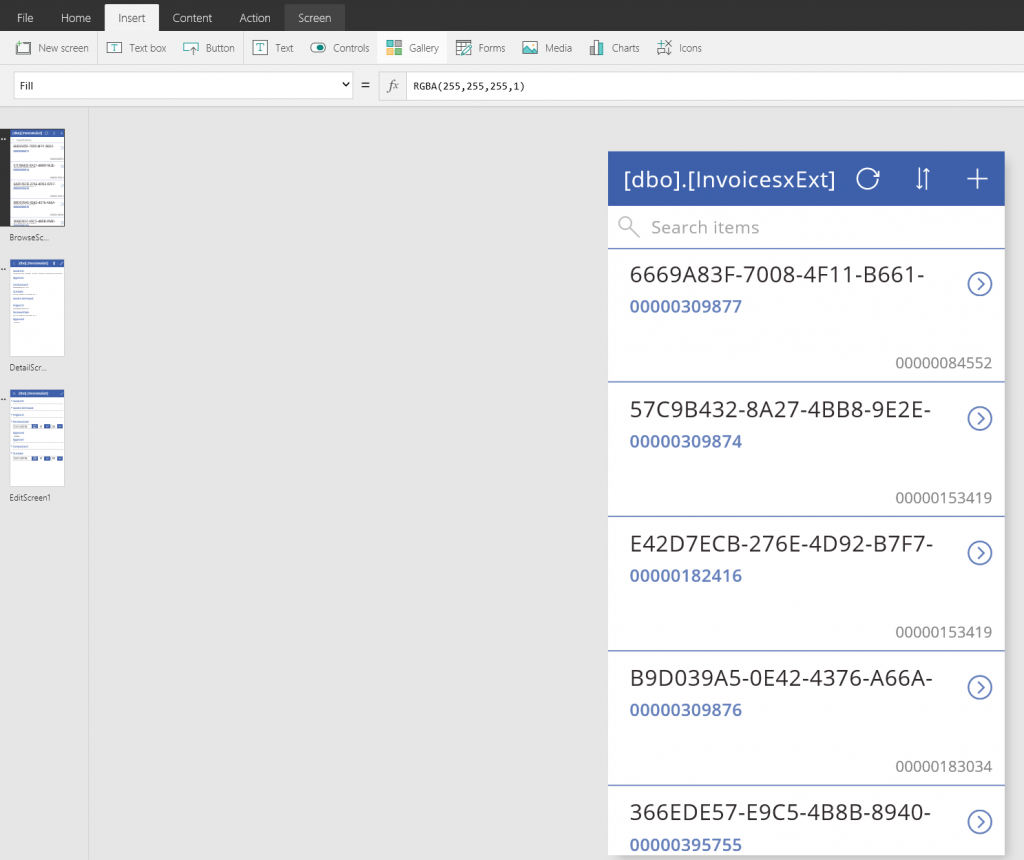 File Home Insert Content Action Screen
New screen Text box Button Text Controls Gallery Forms Media Charts Icons
Fill = fx RGBA(255,255,255,1)
BrowseSc...
DetailScr...
EditScreen1
[dbo].[InvoicesxExt]
Search items
6669A83F-7008-4F11-B661-
00000309877
00000084552
57C9B432-8A27-4BB8-9E2E-
00000309874
00000153419
E42D7ECB-276E-4D92-B7F7-
00000182416
00000153419
B9D039A5-0E42-4376-A66A-
00000309876
00000183034
366EDE57-E9C5-4B8B-8940-
00000395755